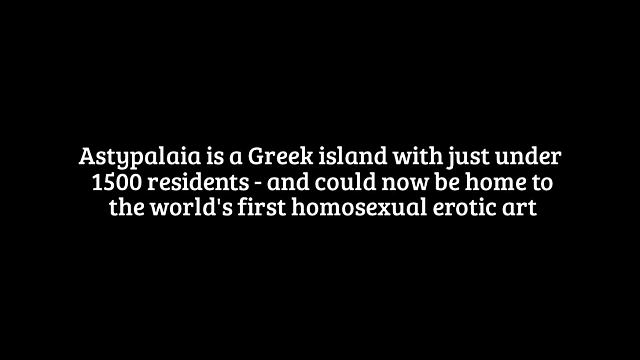 Astypalaia is a Greek island with just under
1500 residents - and could now be home to
the world's first homosexual erotic art